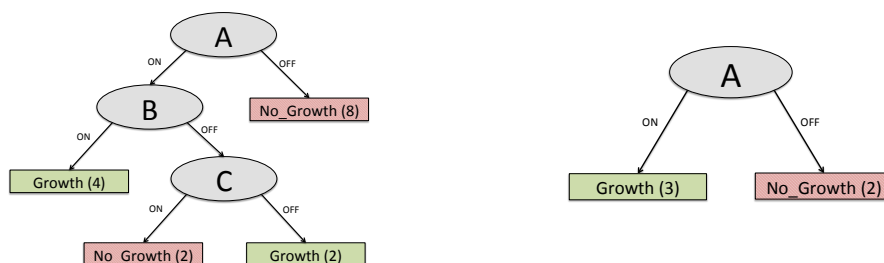 A
ON
OFF
B
No_Growth (8)
ON
OFF
Growth (4)
C
ON
OFF
No_Growth (2)
Growth (2)
A
ON
OFF
Growth (3)
No_Growth (2)